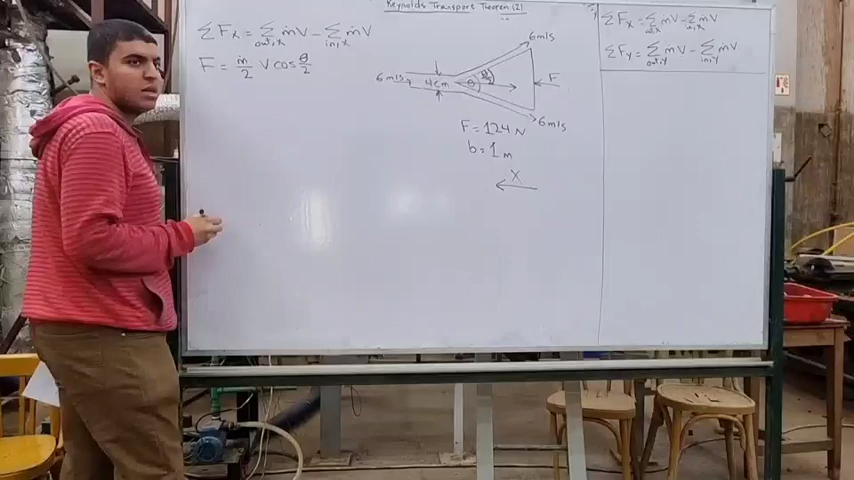 Reynolds Transport Theorem (2)
ΣFx = Σ ṁV - Σ ṁV
out,x in,x
F = ṁ/2 V cos θ/2
6 m/s
6 m/s
4 cm
θ
θ/2
F
6 m/s
F = 124 N
b = 1 m
X
ΣFx = Σ ṁV - Σ ṁV
out,x in,x
ΣFy = Σ ṁV - Σ ṁV
out,y in,y